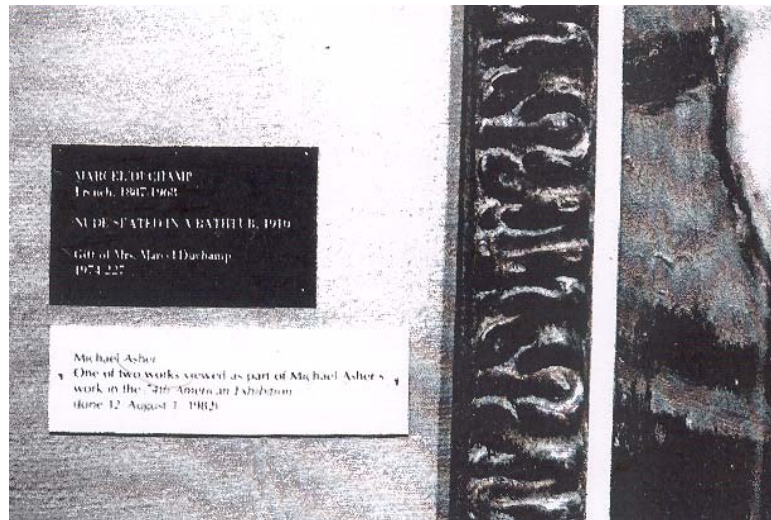 MARCEL DUCHAMP
French, 1887-1968
NUDE SEATED IN A BATHTUB, 1910
Gift of Mrs. Marcel Duchamp
1974.227
Michael Asher
One of two works viewed as part of Michael Asher's
work in the 74th American Exhibition
(June 12 August 1 1982)